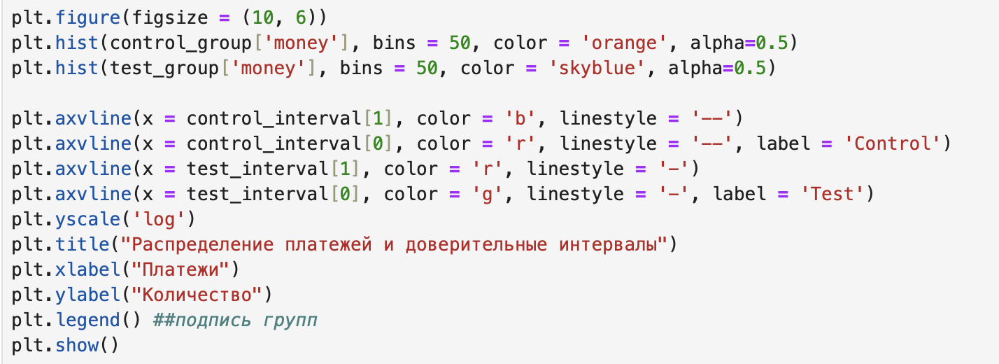 plt.figure(figsize = (10, 6))
plt.hist(control_group['money'], bins = 50, color = 'orange', alpha=0.5)
plt.hist(test_group['money'], bins = 50, color = 'skyblue', alpha=0.5)

plt.axvline(x = control_interval[1], color = 'b', linestyle = '--')
plt.axvline(x = control_interval[0], color = 'r', linestyle = '--', label = 'Control')
plt.axvline(x = test_interval[1], color = 'r', linestyle = '-')
plt.axvline(x = test_interval[0], color = 'g', linestyle = '-', label = 'Test')
plt.yscale('log')
plt.title("Распределение платежей и доверительные интервалы")
plt.xlabel("Платежи")
plt.ylabel("Количество")
plt.legend() ##подпись групп
plt.show()